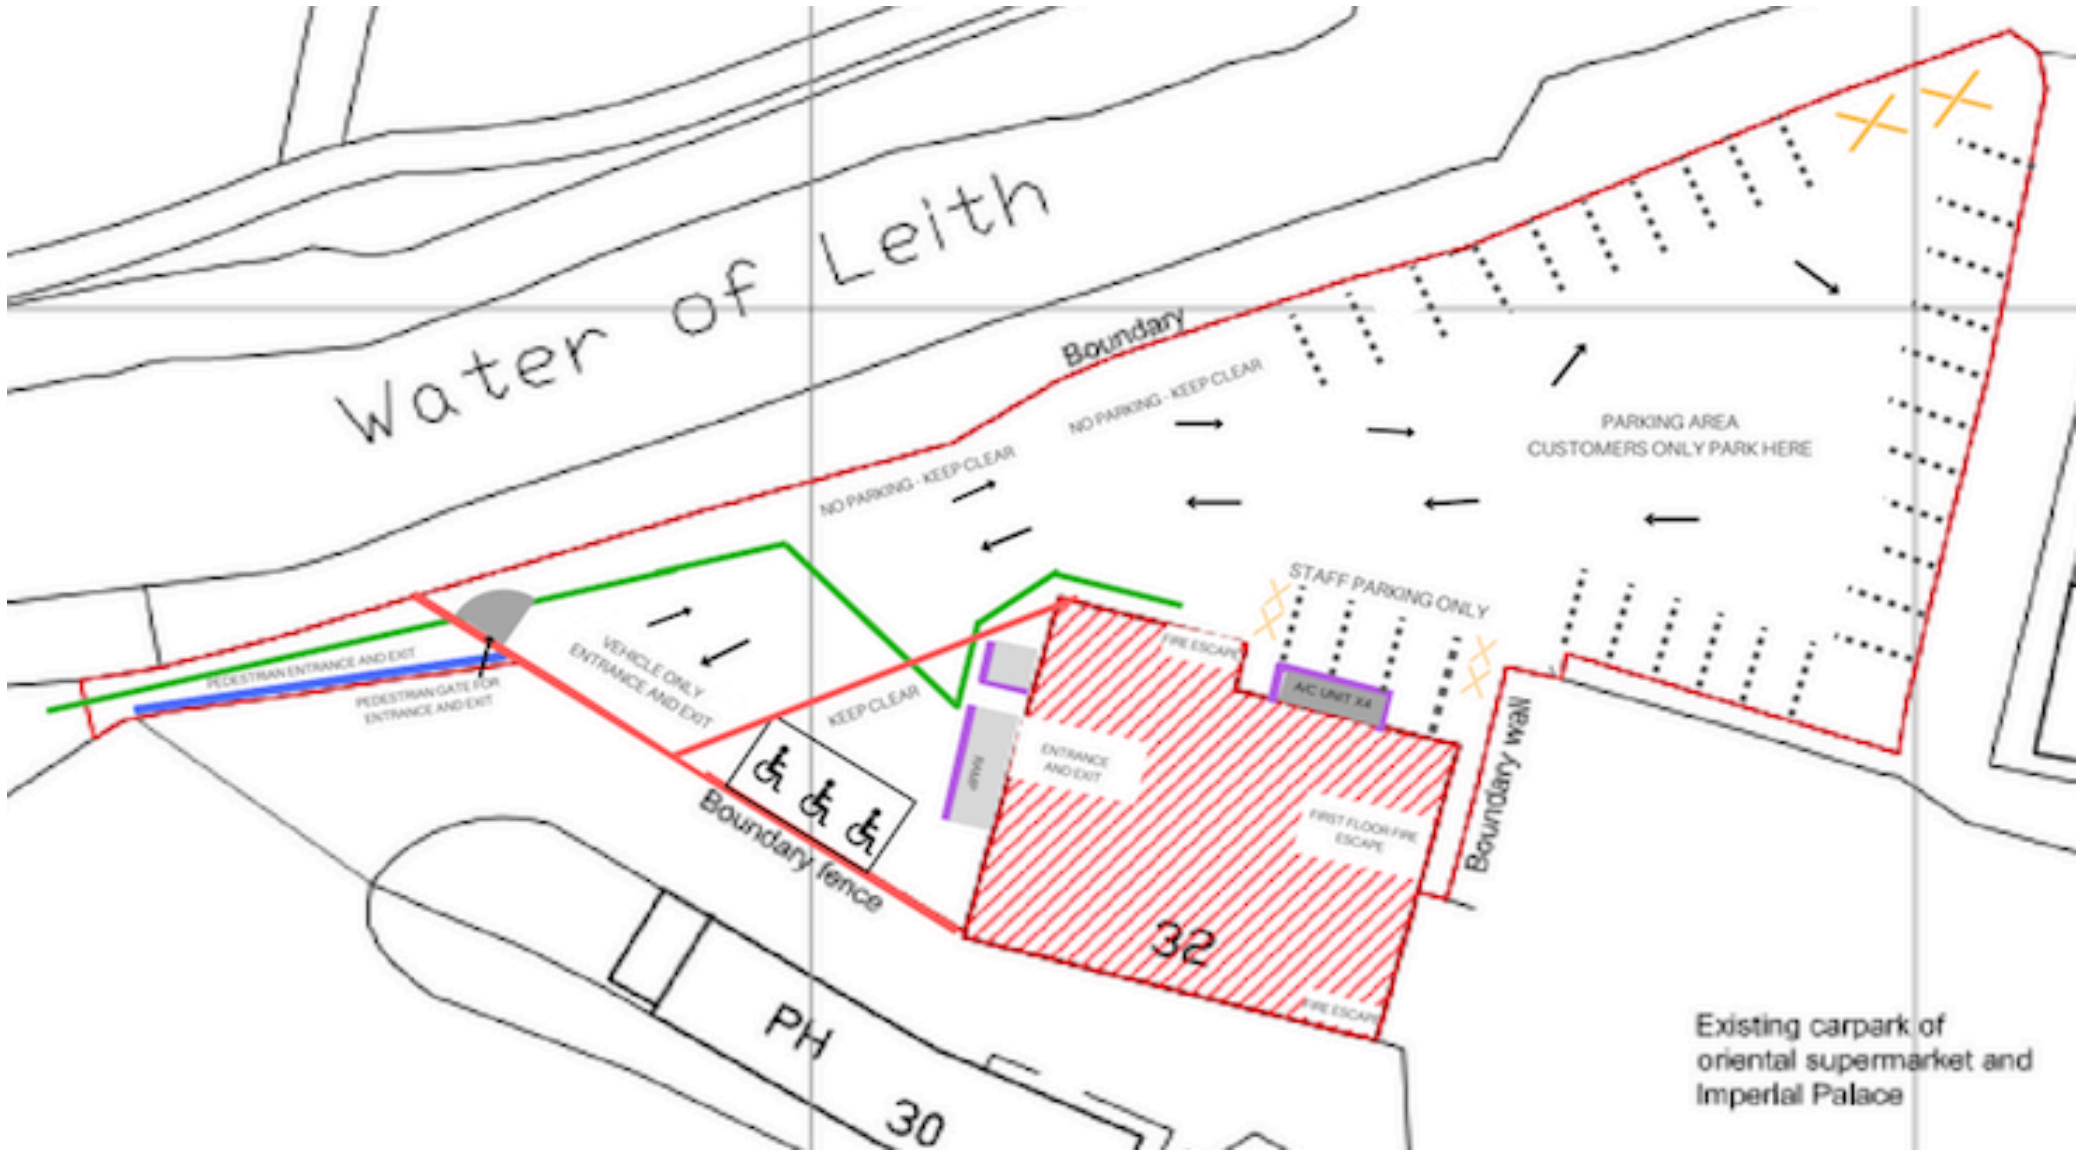 Water of Leith
Boundary
NO PARKING - KEEP CLEAR
NO PARKING - KEEP CLEAR
PARKING AREA
CUSTOMERS ONLY PARK HERE
STAFF PARKING ONLY
PEDESTRIAN ENTRANCE AND EXIT
PEDESTRIAN GATE FOR
ENTRANCE AND EXIT
VEHICLE ONLY
ENTRANCE AND EXIT
KEEP CLEAR
FIRE ESCAPE
A/C UNIT X4
RAMP
ENTRANCE
AND EXIT
FIRST FLOOR FIRE
ESCAPE
Boundary wall
Boundary fence
32
FIRE ESCAPE
PH
30
Existing carpark of
oriental supermarket and
Imperial Palace